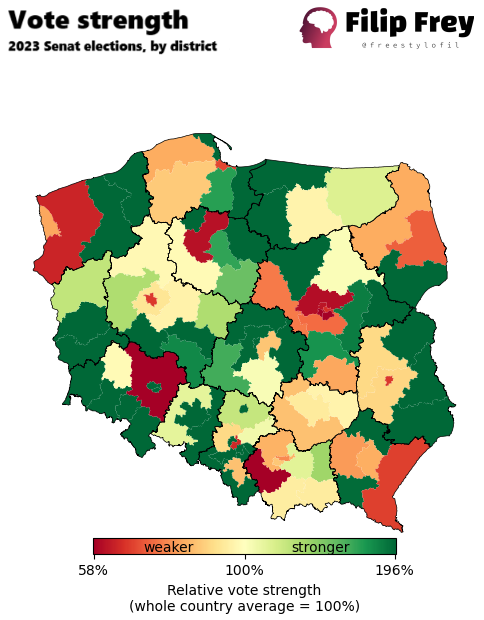 Vote strength
2023 Senat elections, by district
Filip Frey
@freestylofil
weaker
stronger
58%
100%
196%
Relative vote strength
(whole country average = 100%)